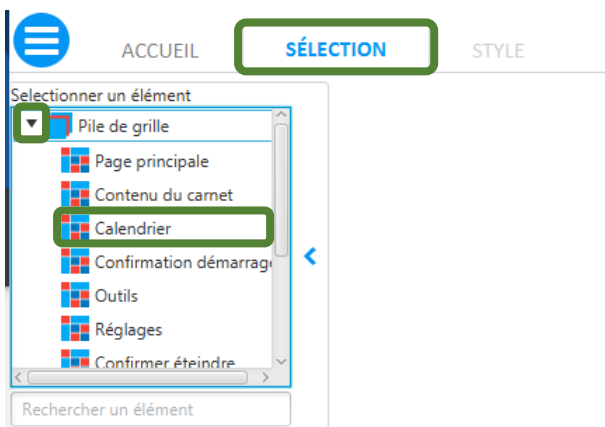 ACCUEIL SÉLECTION STYLE
Selectionner un élément
Pile de grille
Page principale
Contenu du carnet
Calendrier
Confirmation démarrag
Outils
Réglages
Confirmer éteindre
Rechercher un élément